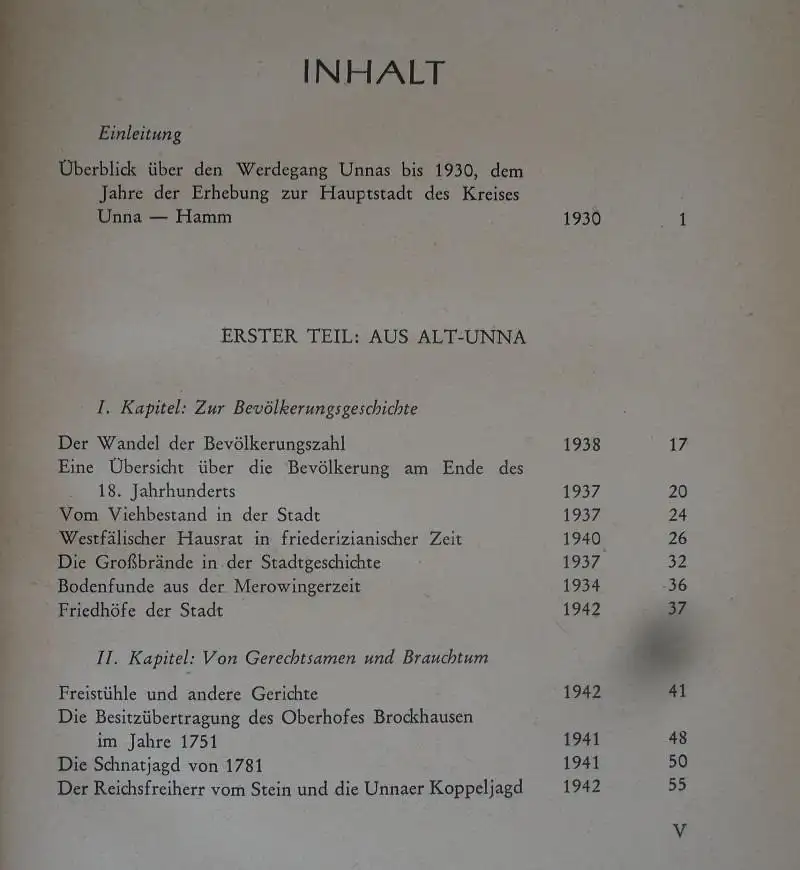 INHALT
Einleitung
Überblick über den Werdegang Unnas bis 1930, dem
Jahre der Erhebung zur Hauptstadt des Kreises
Unna — Hamm 1930 1
ERSTER TEIL: AUS ALT-UNNA
I. Kapitel: Zur Bevölkerungsgeschichte
Der Wandel der Bevölkerungszahl 1938 17
Eine Übersicht über die Bevölkerung am Ende des
18. Jahrhunderts 1937 20
Vom Viehbestand in der Stadt 1937 24
Westfälischer Hausrat in friederizianischer Zeit 1940 26
Die Großbrände in der Stadtgeschichte 1937 32
Bodenfunde aus der Merowingerzeit 1934 36
Friedhöfe der Stadt 1942 37
II. Kapitel: Von Gerechtsamen und Brauchtum
Freistühle und andere Gerichte 1942 41
Die Besitzübertragung des Oberhofes Brockhausen
im Jahre 1751 1941 48
Die Schnatjagd von 1781 1941 50
Der Reichsfreiherr vom Stein und die Unnaer Koppeljagd 1942 55
V